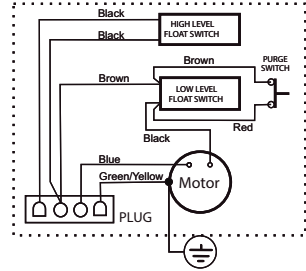 Black
HIGH LEVEL
FLOAT SWITCH
Black
Brown
PURGE
SWITCH
Brown
LOW LEVEL
FLOAT SWITCH
Black
Red
Blue
Green/Yellow
Motor
PLUG